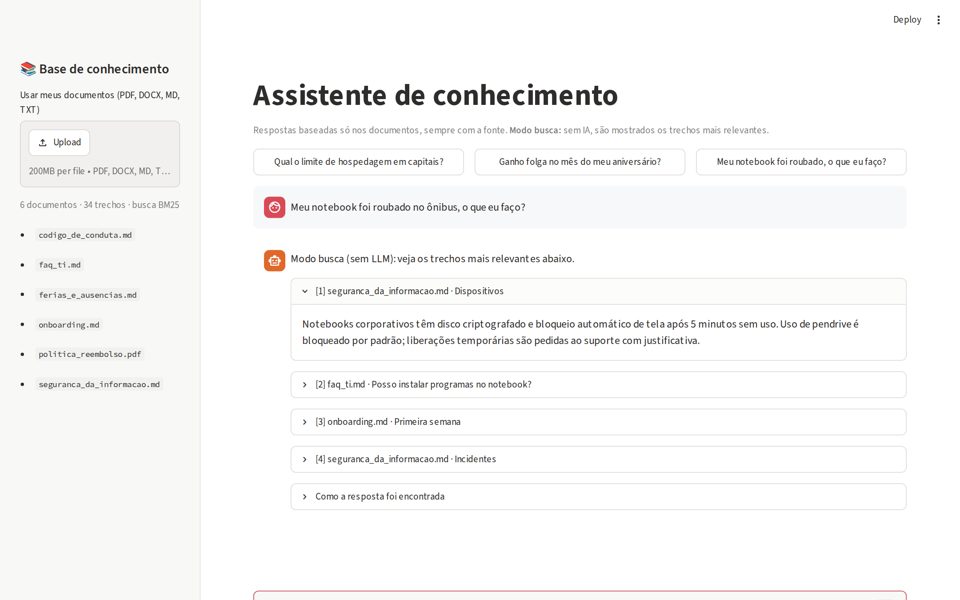 Deploy
📚 Base de conhecimento
Usar meus documentos (PDF, DOCX, MD,
TXT)
Upload
200MB per file • PDF, DOCX, MD, T…
6 documentos · 34 trechos · busca BM25
codigo_de_conduta.md
faq_ti.md
ferias_e_ausencias.md
onboarding.md
politica_reembolso.pdf
seguranca_da_informacao.md
Assistente de conhecimento
Respostas baseadas só nos documentos, sempre com a fonte. Modo busca: sem IA, são mostrados os trechos mais relevantes.
Qual o limite de hospedagem em capitais?
Ganho folga no mês do meu aniversário?
Meu notebook foi roubado, o que eu faço?
Meu notebook foi roubado no ônibus, o que eu faço?
Modo busca (sem LLM): veja os trechos mais relevantes abaixo.
[1] seguranca_da_informacao.md · Dispositivos
Notebooks corporativos têm disco criptografado e bloqueio automático de tela após 5 minutos sem uso. Uso de pendrive é
bloqueado por padrão; liberações temporárias são pedidas ao suporte com justificativa.
[2] faq_ti.md · Posso instalar programas no notebook?
[3] onboarding.md · Primeira semana
[4] seguranca_da_informacao.md · Incidentes
Como a resposta foi encontrada